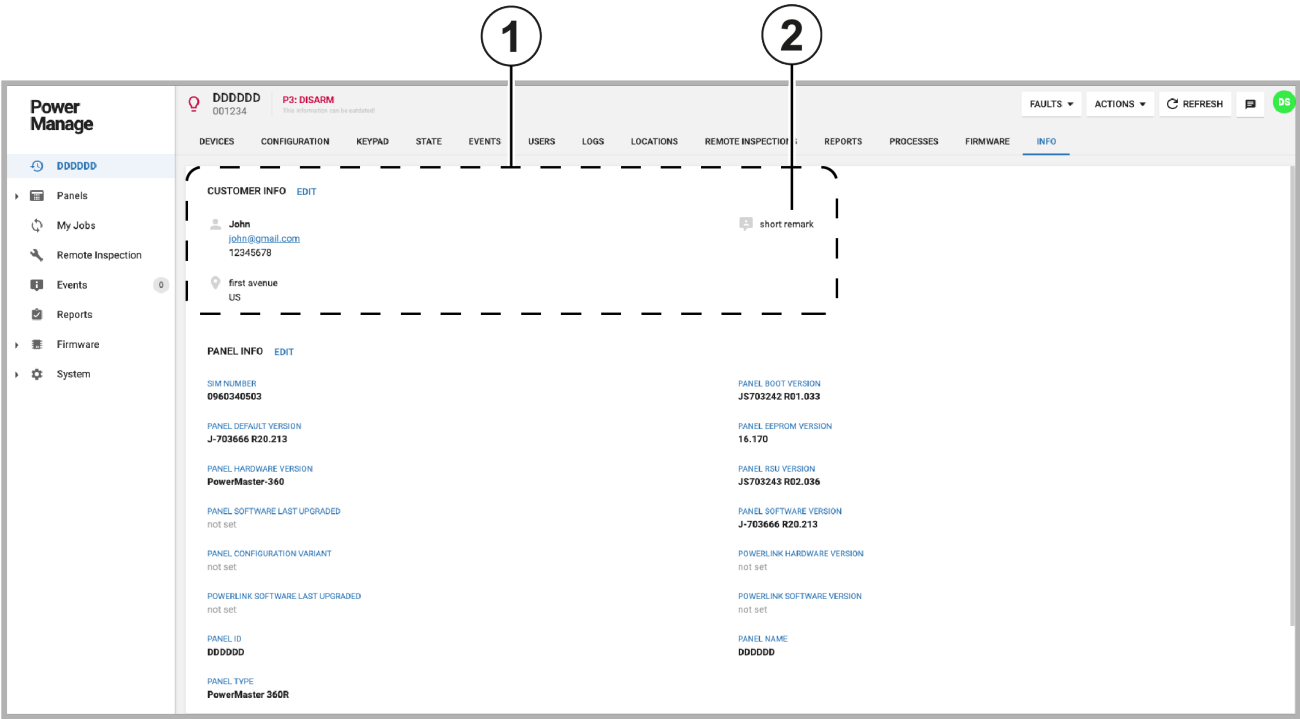 1
2
Power
Manage
DDDDDD
001234
P3: DISARM
This information can be outdated!
FAULTS
ACTIONS
REFRESH
DS
DEVICES CONFIGURATION KEYPAD STATE EVENTS USERS LOGS LOCATIONS REMOTE INSPECTIONS REPORTS PROCESSES FIRMWARE INFO
DDDDDD
Panels
My Jobs
Remote Inspection
Events 0
Reports
Firmware
System
CUSTOMER INFO EDIT
John
john@gmail.com
12345678
first avenue
US
short remark
PANEL INFO EDIT
SIM NUMBER
0960340503
PANEL DEFAULT VERSION
J-703666 R20.213
PANEL HARDWARE VERSION
PowerMaster-360
PANEL SOFTWARE LAST UPGRADED
not set
PANEL CONFIGURATION VARIANT
not set
POWERLINK SOFTWARE LAST UPGRADED
not set
PANEL ID
DDDDDD
PANEL TYPE
PowerMaster 360R
PANEL BOOT VERSION
JS703242 R01.033
PANEL EEPROM VERSION
16.170
PANEL RSU VERSION
JS703243 R02.036
PANEL SOFTWARE VERSION
J-703666 R20.213
POWERLINK HARDWARE VERSION
not set
POWERLINK SOFTWARE VERSION
not set
PANEL NAME
DDDDDD